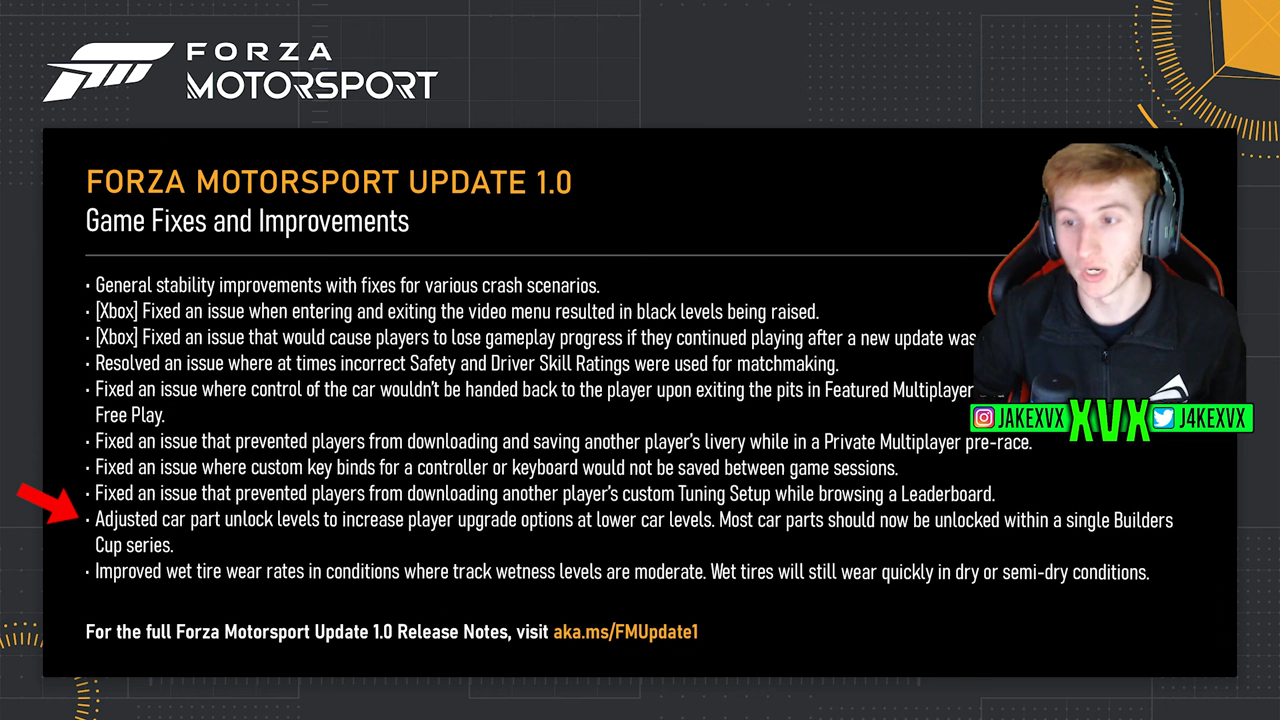 FORZA
MOTORSPORT
FORZA MOTORSPORT UPDATE 1.0
Game Fixes and Improvements
· General stability improvements with fixes for various crash scenarios.
· [Xbox] Fixed an issue when entering and exiting the video menu resulted in black levels being raised.
· [Xbox] Fixed an issue that would cause players to lose gameplay progress if they continued playing after a new update was
· Resolved an issue where at times incorrect Safety and Driver Skill Ratings were used for matchmaking.
· Fixed an issue where control of the car wouldn't be handed back to the player upon exiting the pits in Featured Multiplayer
Free Play.
· Fixed an issue that prevented players from downloading and saving another player's livery while in a Private Multiplayer pre-race.
· Fixed an issue where custom key binds for a controller or keyboard would not be saved between game sessions.
· Fixed an issue that prevented players from downloading another player's custom Tuning Setup while browsing a Leaderboard.
· Adjusted car part unlock levels to increase player upgrade options at lower car levels. Most car parts should now be unlocked within a single Builders
Cup series.
· Improved wet tire wear rates in conditions where track wetness levels are moderate. Wet tires will still wear quickly in dry or semi-dry conditions.
For the full Forza Motorsport Update 1.0 Release Notes, visit aka.ms/FMUpdate1
JAKEXVX XVX J4KEXVX